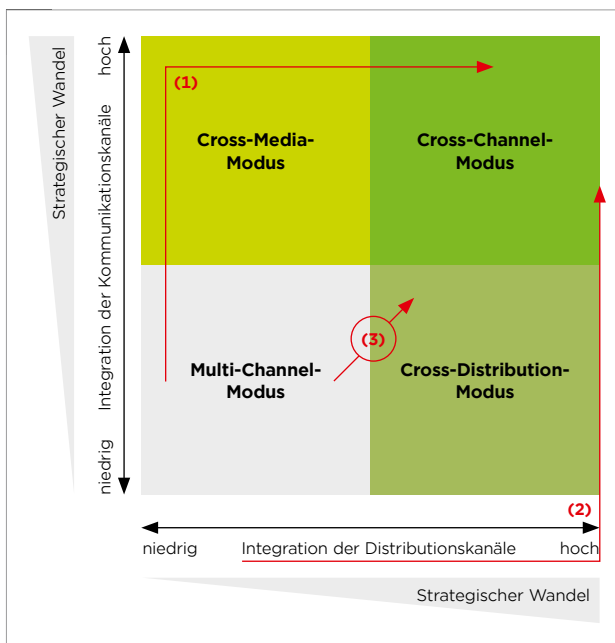 Strategischer Wandel
Integration der Kommunikationskanäle
hoch
niedrig
(1)
Cross-Media-
Modus
Cross-Channel-
Modus
(3)
Multi-Channel-
Modus
Cross-Distribution-
Modus
(2)
niedrig Integration der Distributionskanäle hoch
Strategischer Wandel